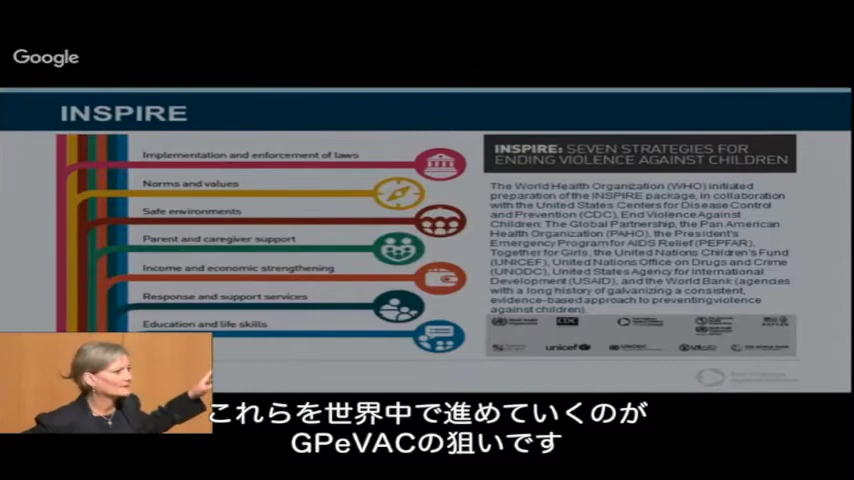 Google
INSPIRE
Implementation and enforcement of laws
Norms and values
Safe environments
Parent and caregiver support
Income and economic strengthening
Response and support services
Education and life skills
INSPIRE: SEVEN STRATEGIES FOR
ENDING VIOLENCE AGAINST CHILDREN
The World Health Organization (WHO) initiated
preparation of the INSPIRE package, in collaboration
with the United States Centers for Disease Control
and Prevention (CDC), End Violence Against
Children: The Global Partnership, the Pan American
Health Organization (PAHO), the President's
Emergency Program for AIDS Relief (PEPFAR),
Together for Girls, the United Nations Children's Fund
(UNICEF), United Nations Office on Drugs and Crime
(UNODC), United States Agency for International
Development (USAID), and the World Bank (agencies
with a long history of galvanizing a consistent,
evidence-based approach to preventing violence
against children).
CDC
unicef
UNODC
USAID
これらを世界中で進めていくのが
GPeVACの狙いです